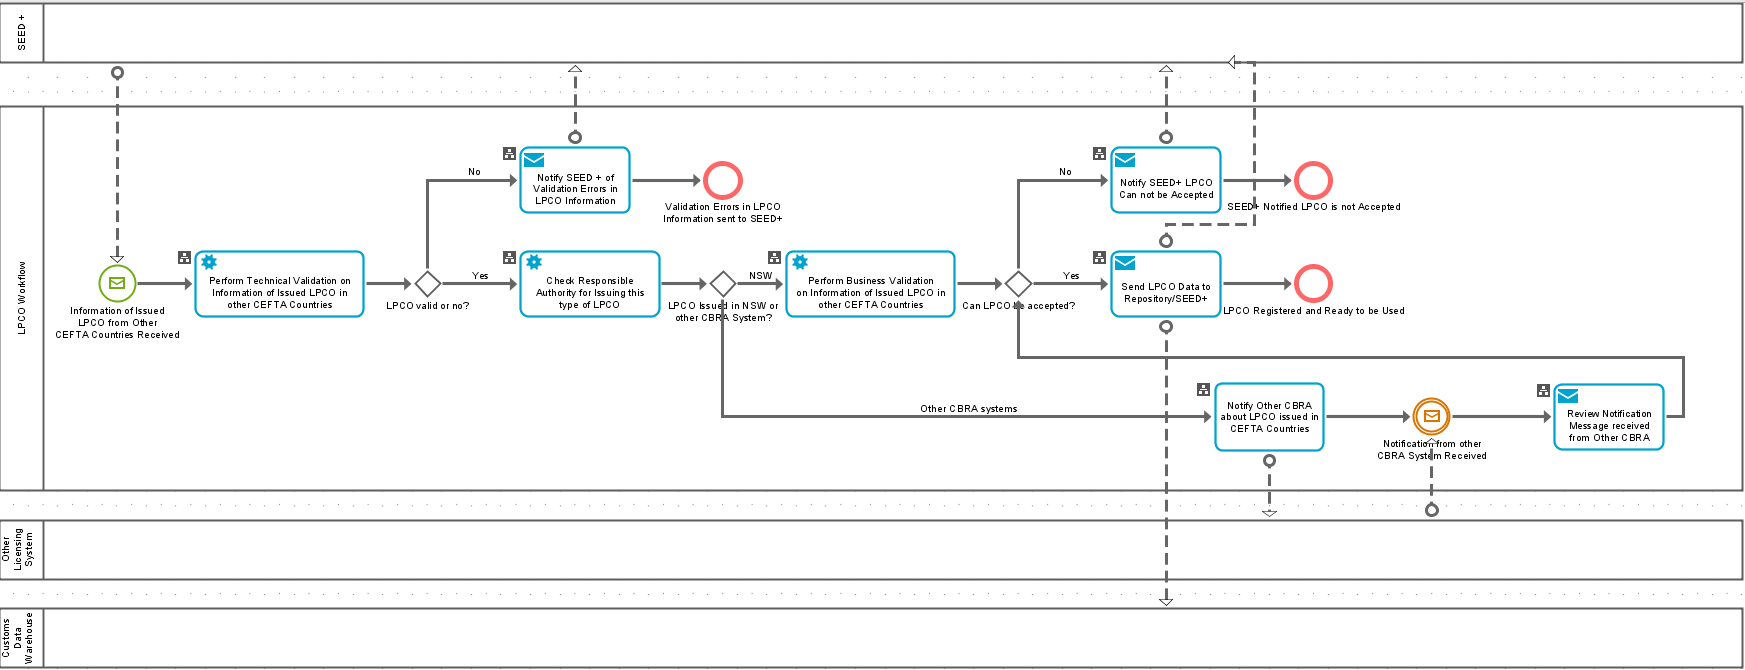 SEED +
LPCO Workflow
No
Notify SEED + of
Validation Errors in
LPCO Information
Validation Errors in LPCO
Information sent to SEED+
No
Notify SEED+ LPCO
Can not be Accepted
SEED+ Notified LPCO is not Accepted
Information of Issued
LPCO from Other
CEFTA Countries Received
Perform Technical Validation on
Information of Issued LPCO in
other CEFTA Countries
LPCO valid or no?
Yes
Check Responsible
Authority for Issuing this
type of LPCO
LPCO Issued in NSW or
other CBRA System?
NSW
Perform Business Validation
on Information of Issued LPCO in
other CEFTA Countries
Can LPCO be accepted?
Yes
Send LPCO Data to
Repository/SEED+
LPCO Registered and Ready to be Used
Other CBRA systems
Notify Other CBRA
about LPCO issued in
CEFTA Countries
Notification from other
CBRA System Received
Review Notification
Message received
from Other CBRA
Other
Licensing
System
Customs
Data
Warehouse